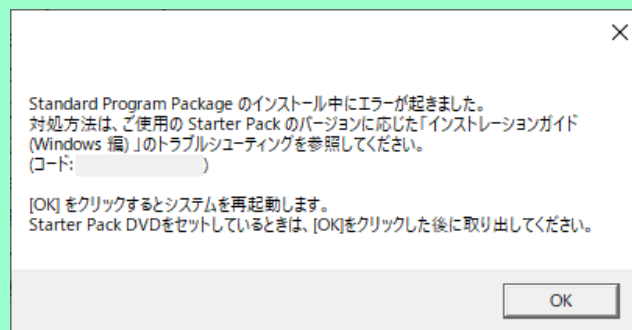 Standard Program Package のインストール中にエラーが起きました。
対処方法は、ご使用の Starter Pack のバージョンに応じた「インストレーションガイド
(Windows 編) 」のトラブルシューティングを参照してください。
(コード: )
[OK] をクリックするとシステムを再起動します。
Starter Pack DVDをセットしているときは、[OK]をクリックした後に取り出してください。
OK